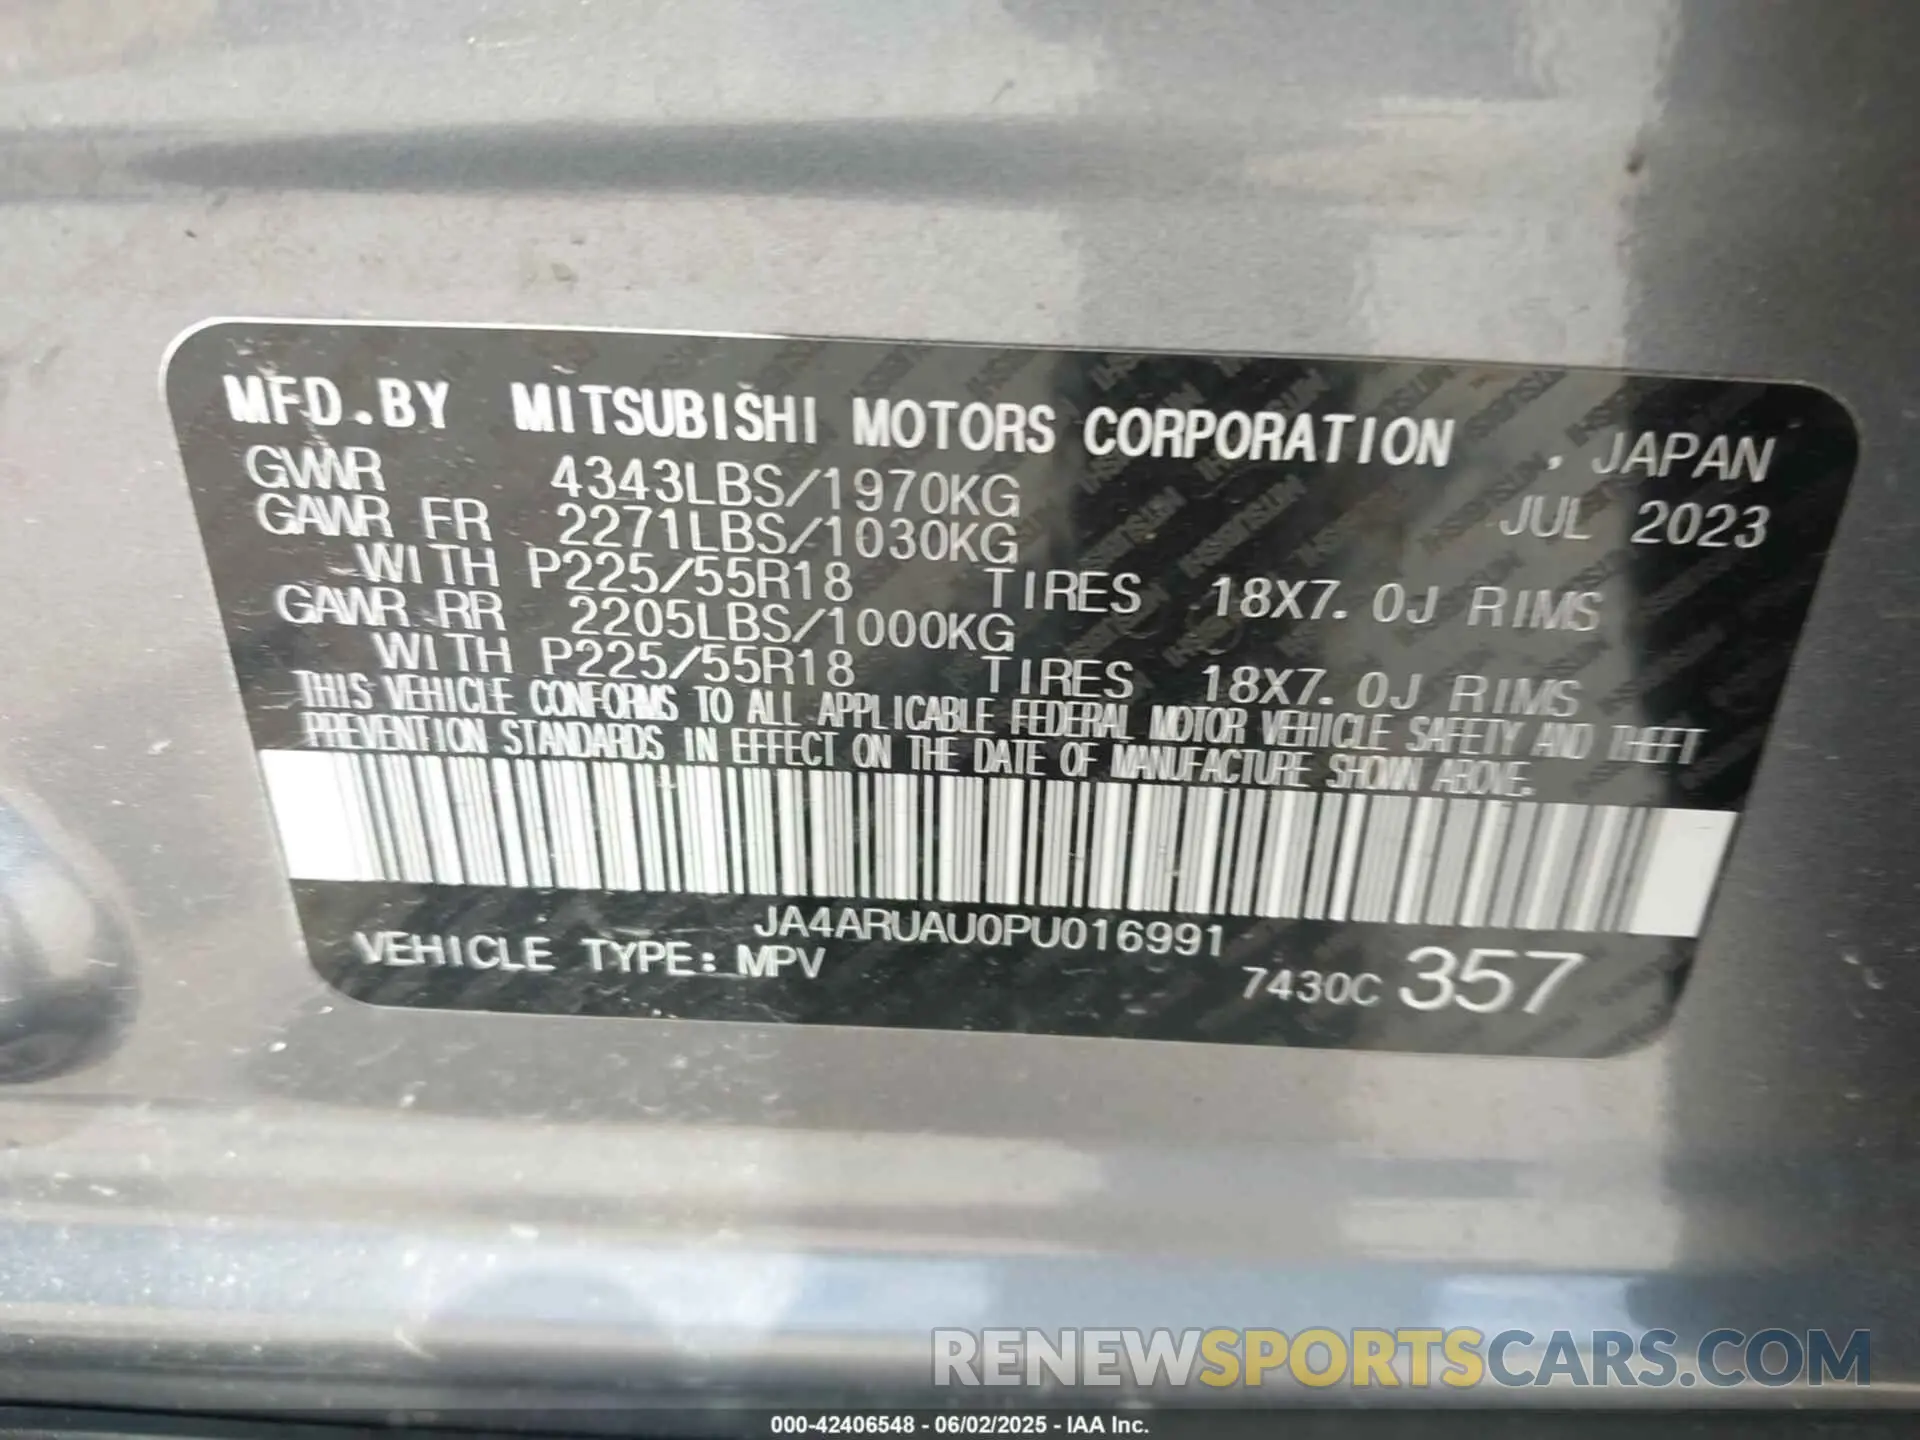 MFD.BY MITSUBISHI MOTORS CORPORATION , JAPAN
GVWR 4343LBS/1970KG JUL 2023
GAWR FR 2271LBS/1030KG
WITH P225/55R18 TIRES 18X7.0J RIMS
GAWR RR 2205LBS/1000KG
WITH P225/55R18 TIRES 18X7.0J RIMS
THIS VEHICLE CONFORMS TO ALL APPLICABLE FEDERAL MOTOR VEHICLE SAFETY AND THEFT
PREVENTION STANDARDS IN EFFECT ON THE DATE OF MANUFACTURE SHOWN ABOVE.
JA4ARUAU0PU016991
VEHICLE TYPE: MPV 7430C 357
RENEWSPORTSCARS.COM
000-42406548 - 06/02/2025 - IAA Inc.